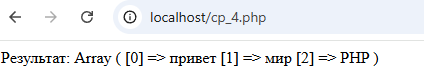 localhost/cp_4.php
Результат: Array ( [0] => привет [1] => мир [2] => PHP )